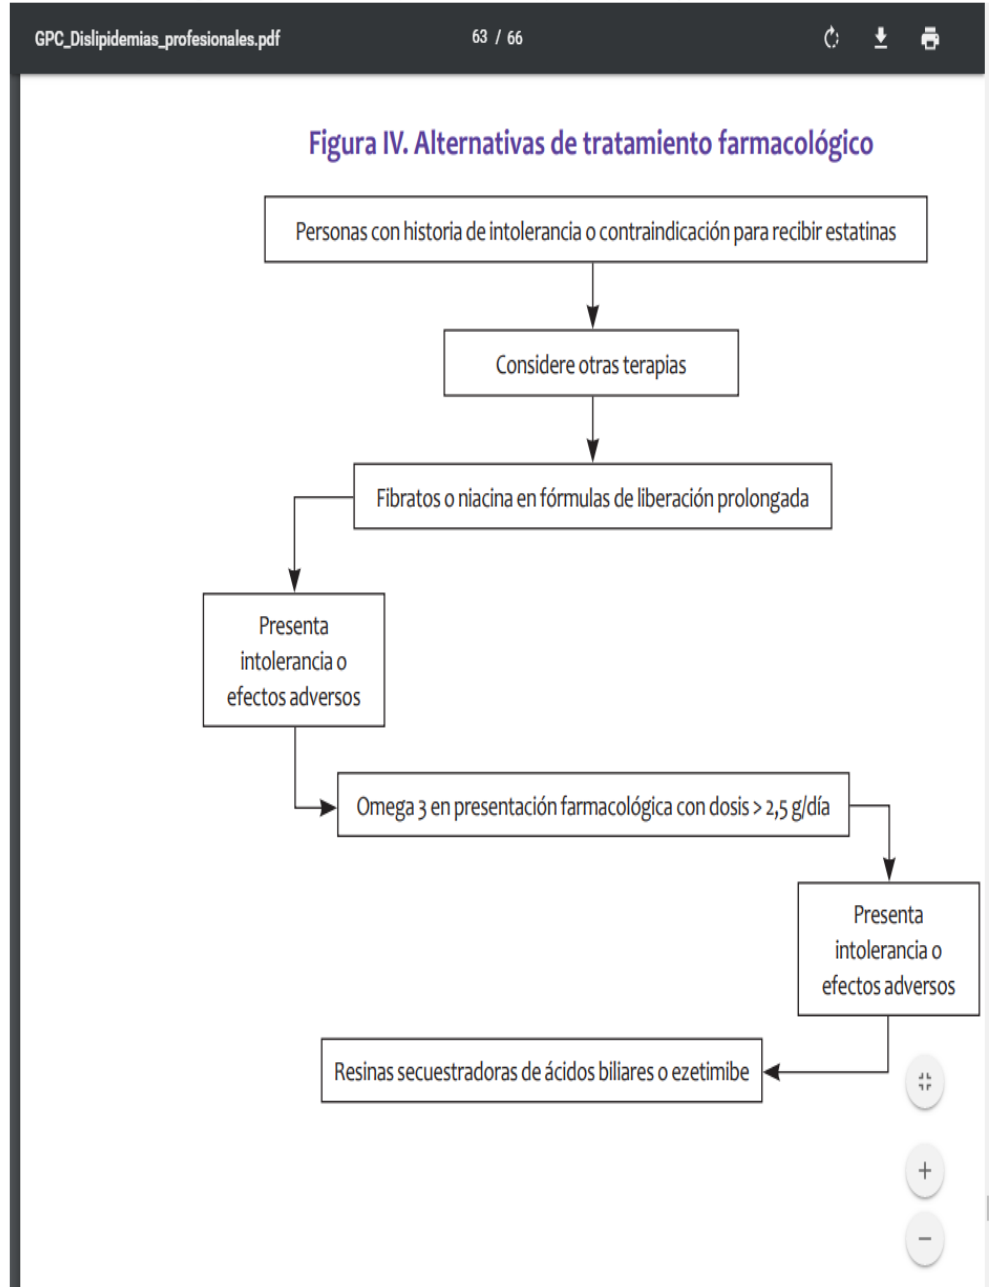 GPC_Dislipidemias_profesionales.pdf 63 / 66
Figura IV. Alternativas de tratamiento farmacológico
Personas con historia de intolerancia o contraindicación para recibir estatinas
Considere otras terapias
Fibratos o niacina en fórmulas de liberación prolongada
Presenta
intolerancia o
efectos adversos
Omega 3 en presentación farmacológica con dosis > 2,5 g/día
Presenta
intolerancia o
efectos adversos
Resinas secuestradoras de ácidos biliares o ezetimibe